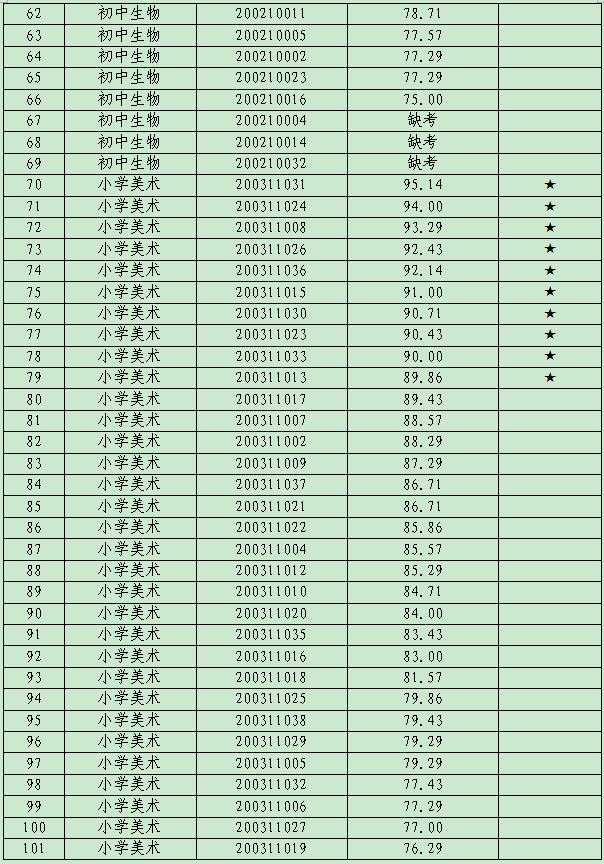 62 初中生物 200210011 78.71
63 初中生物 200210005 77.57
64 初中生物 200210002 77.29
65 初中生物 200210023 77.29
66 初中生物 200210016 75.00
67 初中生物 200210004 缺考
68 初中生物 200210014 缺考
69 初中生物 200210032 缺考
70 小学美术 200311031 95.14 ★
71 小学美术 200311024 94.00 ★
72 小学美术 200311008 93.29 ★
73 小学美术 200311026 92.43 ★
74 小学美术 200311036 92.14 ★
75 小学美术 200311015 91.00 ★
76 小学美术 200311030 90.71 ★
77 小学美术 200311023 90.43 ★
78 小学美术 200311033 90.00 ★
79 小学美术 200311013 89.86 ★
80 小学美术 200311017 89.43
81 小学美术 200311007 88.57
82 小学美术 200311002 88.29
83 小学美术 200311009 87.29
84 小学美术 200311037 86.71
85 小学美术 200311021 86.71
86 小学美术 200311022 85.86
87 小学美术 200311004 85.57
88 小学美术 200311012 85.29
89 小学美术 200311010 84.71
90 小学美术 200311020 84.00
91 小学美术 200311035 83.43
92 小学美术 200311016 83.00
93 小学美术 200311018 81.57
94 小学美术 200311025 79.86
95 小学美术 200311038 79.43
96 小学美术 200311029 79.29
97 小学美术 200311005 79.29
98 小学美术 200311032 77.43
99 小学美术 200311006 77.29
100 小学美术 200311027 77.00
101 小学美术 200311019 76.29